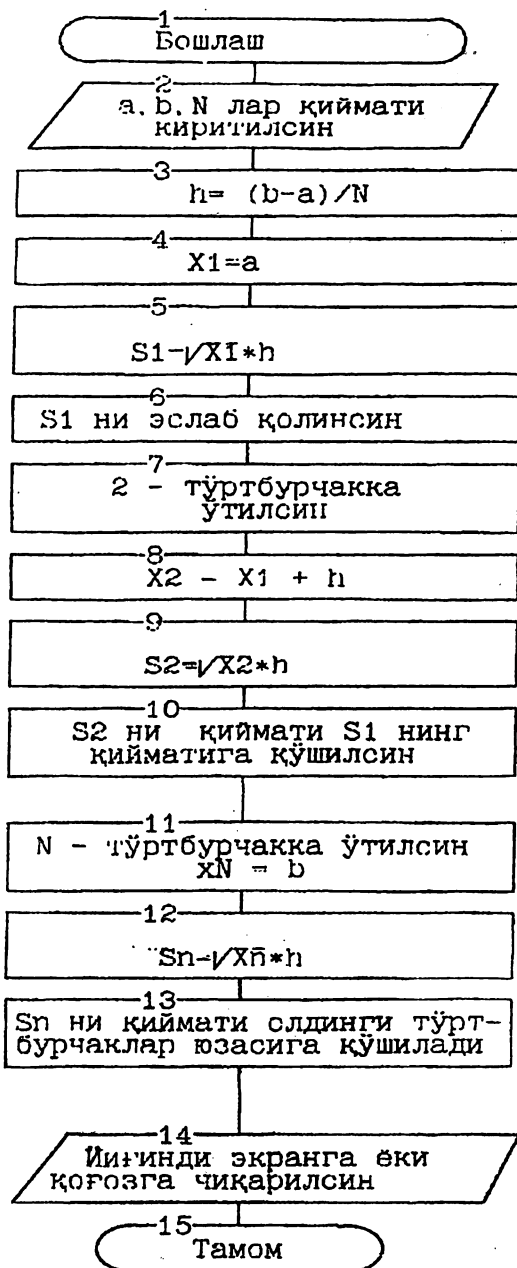 1
Бошлаш
2
a, b, N лар қиймати
киритилсин
3
h= (b-a)/N
4
X1=a
5
S1=√X1*h
6
S1 ни эслаб қолинсин
7
2 - тўртбурчакка
ўтилсин
8
X2 = X1 + h
9
S2=√X2*h
10
S2 ни қиймати S1 нинг
қийматига қўшилсин
11
N - тўртбурчакка ўтилсин
xN = b
12
Sn=√Xn*h
13
Sn ни қиймати олдинги тўрт-
бурчаклар юзасига қўшилади
14
Йиғинди экранга ёки
қоғозга чиқарилсин
15
Тамом